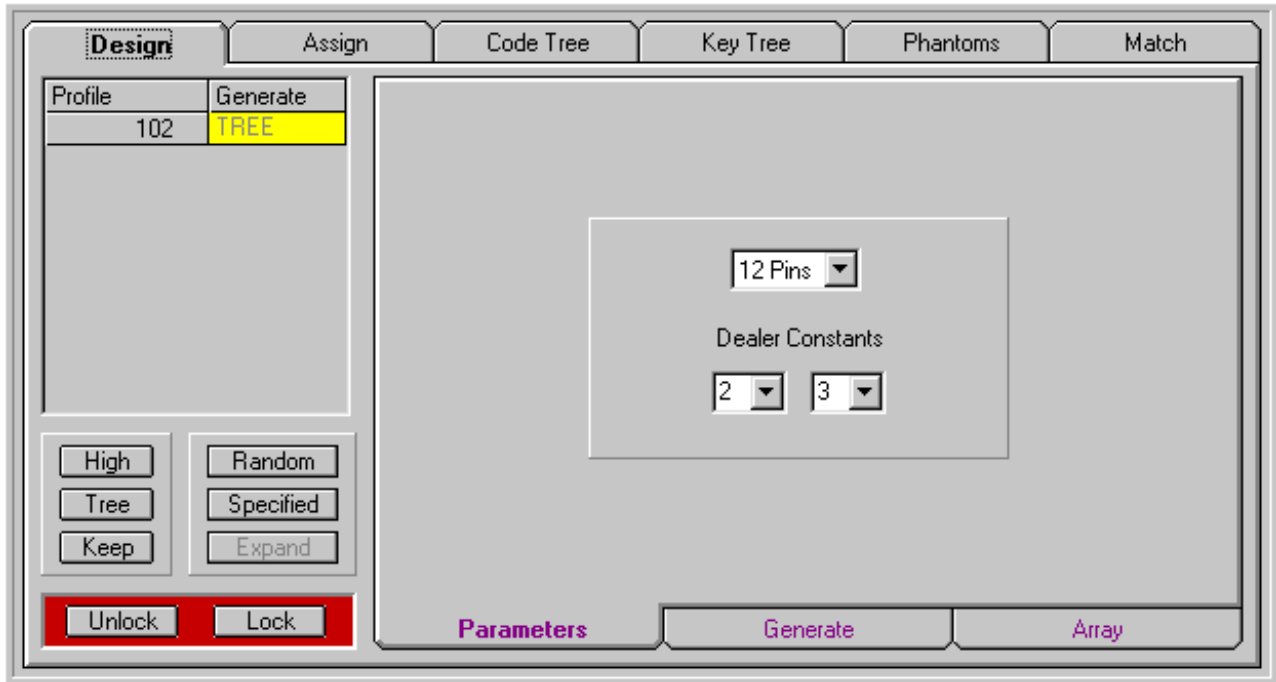 Design Assign Code Tree Key Tree Phantoms Match
Profile Generate
102 TREE
12 Pins
Dealer Constants
2 3
High Random
Tree Specified
Keep Expand
Unlock Lock
Parameters Generate Array